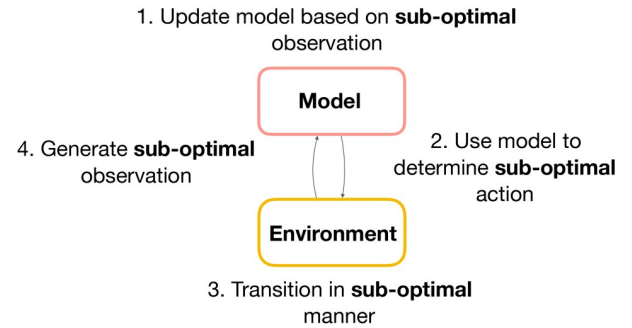 1. Update model based on sub-optimal
observation
Model
4. Generate sub-optimal
observation
2. Use model to
determine sub-optimal
action
Environment
3. Transition in sub-optimal
manner